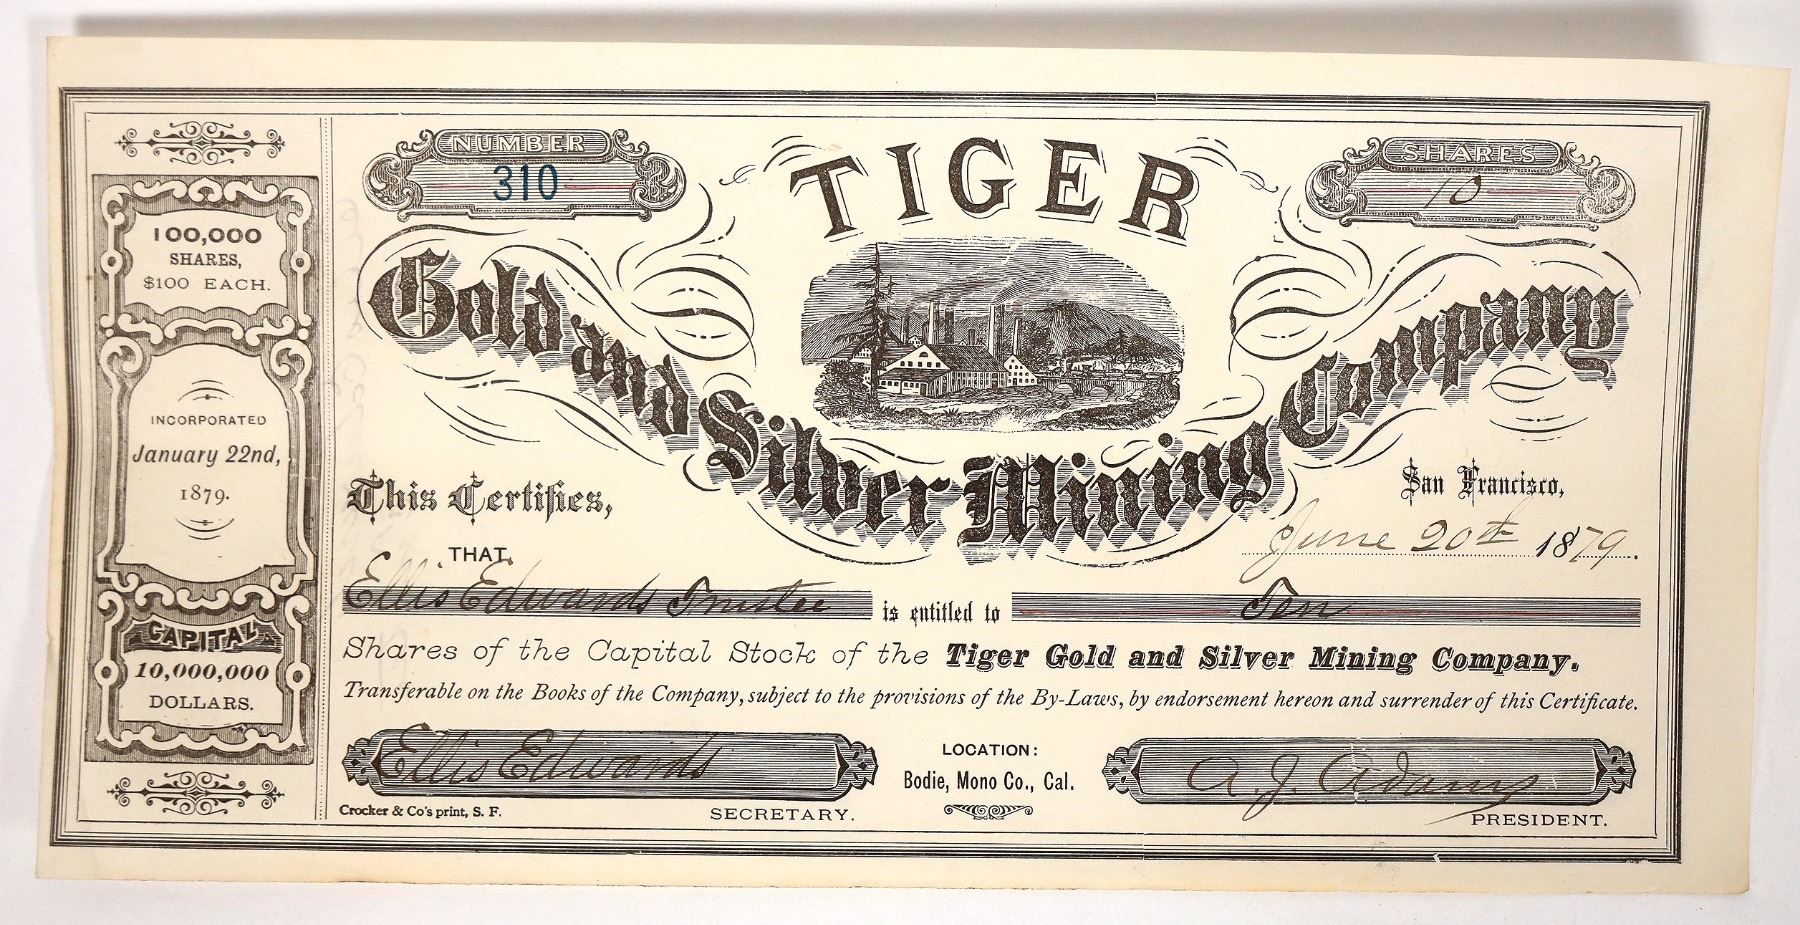 NUMBER
310
SHARES
10
TIGER
Gold and Silver Mining Company
100,000
SHARES,
$100 EACH.
INCORPORATED
January 22nd,
1879.
CAPITAL
10,000,000
DOLLARS.
This Certifies,
San Francisco,
June 20th 1879.
THAT
Ellis Edwards Trustee is entitled to Ten
Shares of the Capital Stock of the Tiger Gold and Silver Mining Company.
Transferable on the Books of the Company, subject to the provisions of the By-Laws, by endorsement hereon and surrender of this Certificate.
Ellis Edwards
SECRETARY.
LOCATION:
Bodie, Mono Co., Cal.
A. J. Adams
PRESIDENT.
Crocker & Co's print, S. F.